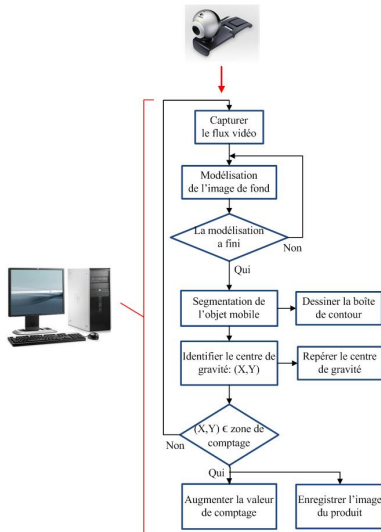 Capturer
le flux vidéo
Modélisation
de l'image de fond
La modélisation
a fini
Non
Qui
Segmentation de
l'objet mobile
Dessiner la boîte
de contour
Identifier le centre de
gravité: (X,Y)
Repérer le centre
de gravité
(X,Y) € zone de
comptage
Non
Qui
Augmenter la valeur
de comptage
Enregistrer l'image
du produit